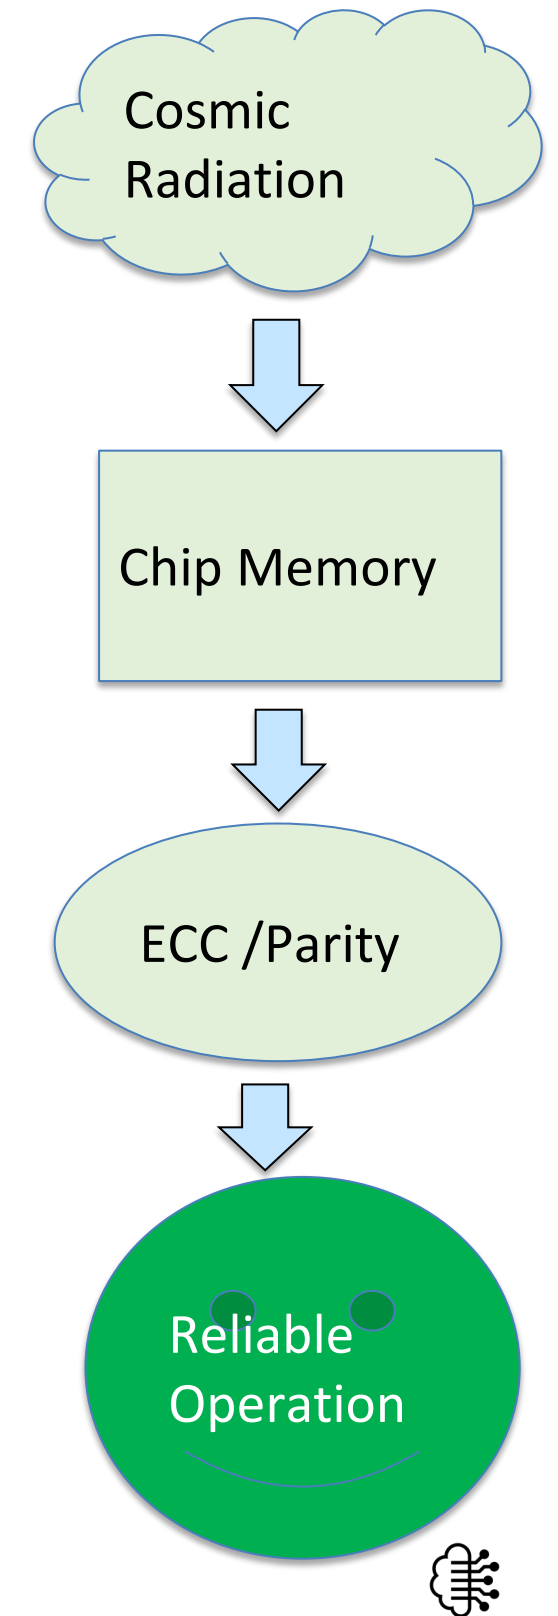 Cosmic
Radiation
Chip Memory
ECC /Parity
Reliable
Operation